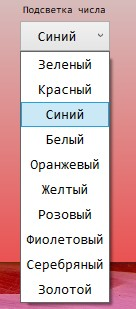 Подсветка числа
Синий
Зеленый
Красный
Синий
Белый
Оранжевый
Желтый
Розовый
Фиолетовый
Серебряный
Золотой